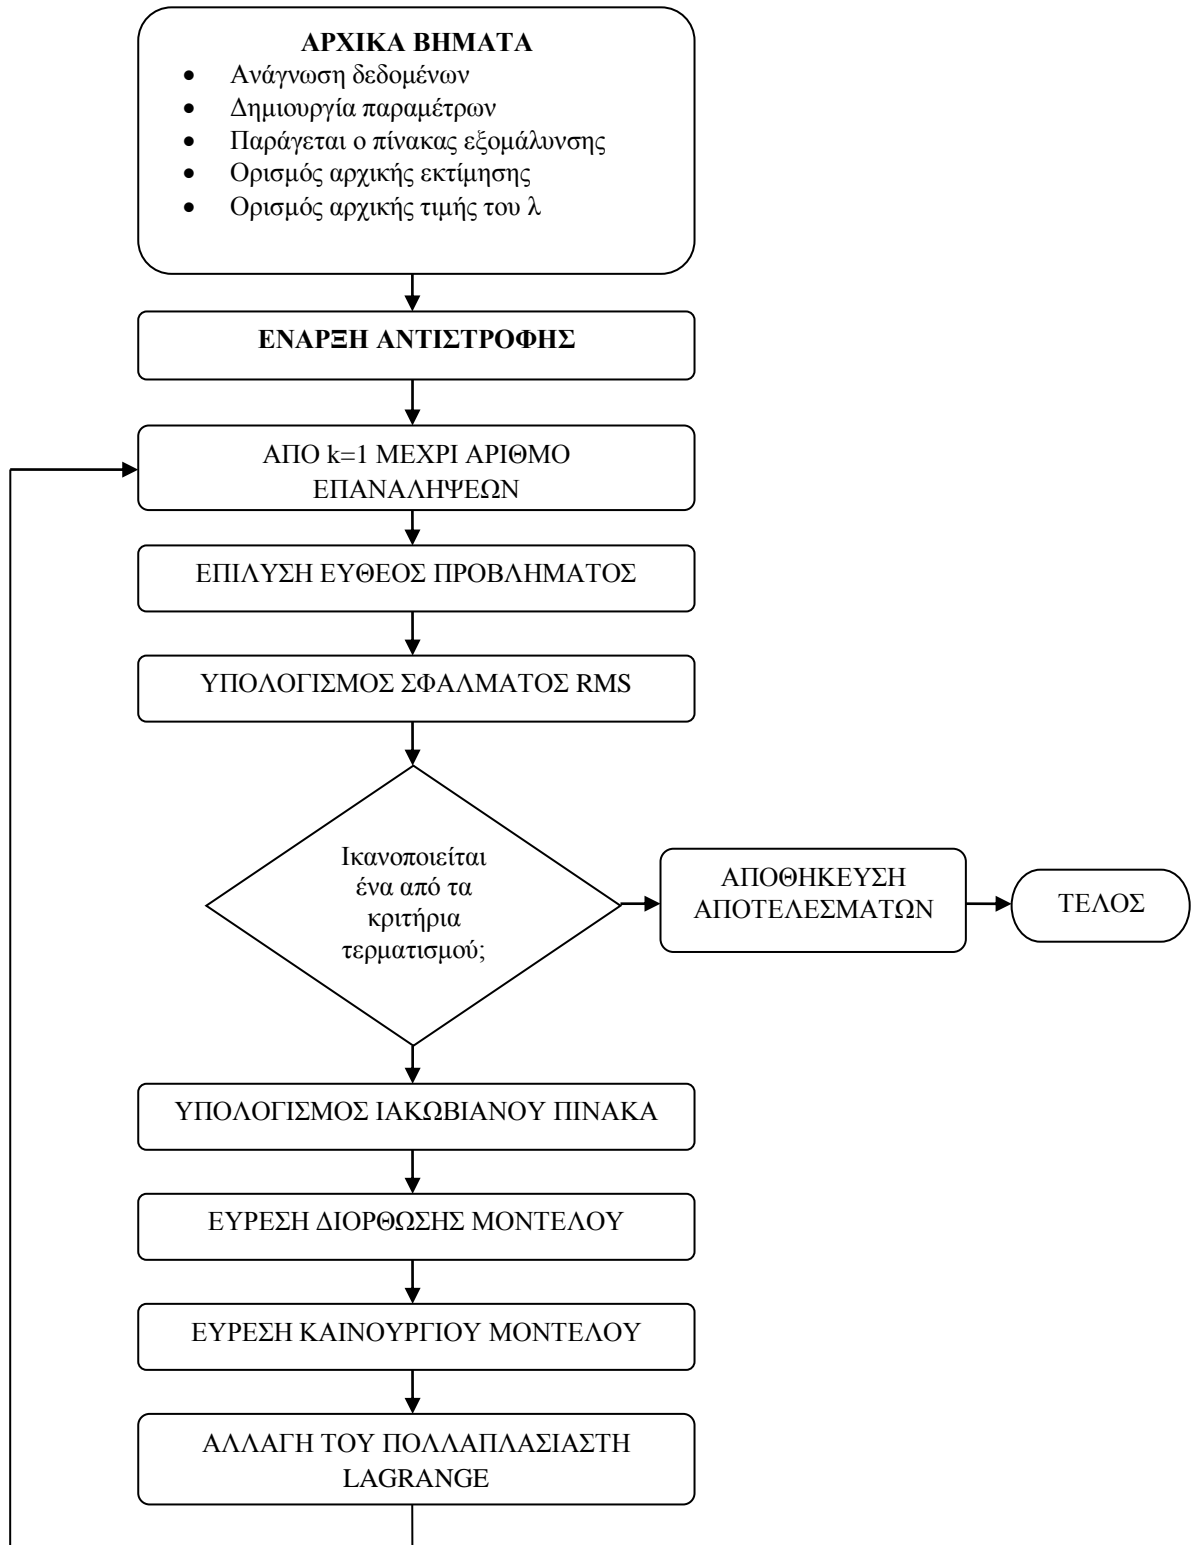 ΑΡΧΙΚΑ ΒΗΜΑΤΑ
• Ανάγνωση δεδομένων
• Δημιουργία παραμέτρων
• Παράγεται ο πίνακας εξομάλυνσης
• Ορισμός αρχικής εκτίμησης
• Ορισμός αρχικής τιμής του λ
ΕΝΑΡΞΗ ΑΝΤΙΣΤΡΟΦΗΣ
ΑΠΟ k=1 ΜΕΧΡΙ ΑΡΙΘΜΟ
ΕΠΑΝΑΛΗΨΕΩΝ
ΕΠΙΛΥΣΗ ΕΥΘΕΟΣ ΠΡΟΒΛΗΜΑΤΟΣ
ΥΠΟΛΟΓΙΣΜΟΣ ΣΦΑΛΜΑΤΟΣ RMS
Ικανοποιείται
ένα από τα
κριτήρια
τερματισμού;
ΑΠΟΘΗΚΕΥΣΗ
ΑΠΟΤΕΛΕΣΜΑΤΩΝ
ΤΕΛΟΣ
ΥΠΟΛΟΓΙΣΜΟΣ ΙΑΚΩΒΙΑΝΟΥ ΠΙΝΑΚΑ
ΕΥΡΕΣΗ ΔΙΟΡΘΩΣΗΣ ΜΟΝΤΕΛΟΥ
ΕΥΡΕΣΗ ΚΑΙΝΟΥΡΓΙΟΥ ΜΟΝΤΕΛΟΥ
ΑΛΛΑΓΗ ΤΟΥ ΠΟΛΛΑΠΛΑΣΙΑΣΤΗ
LAGRANGE